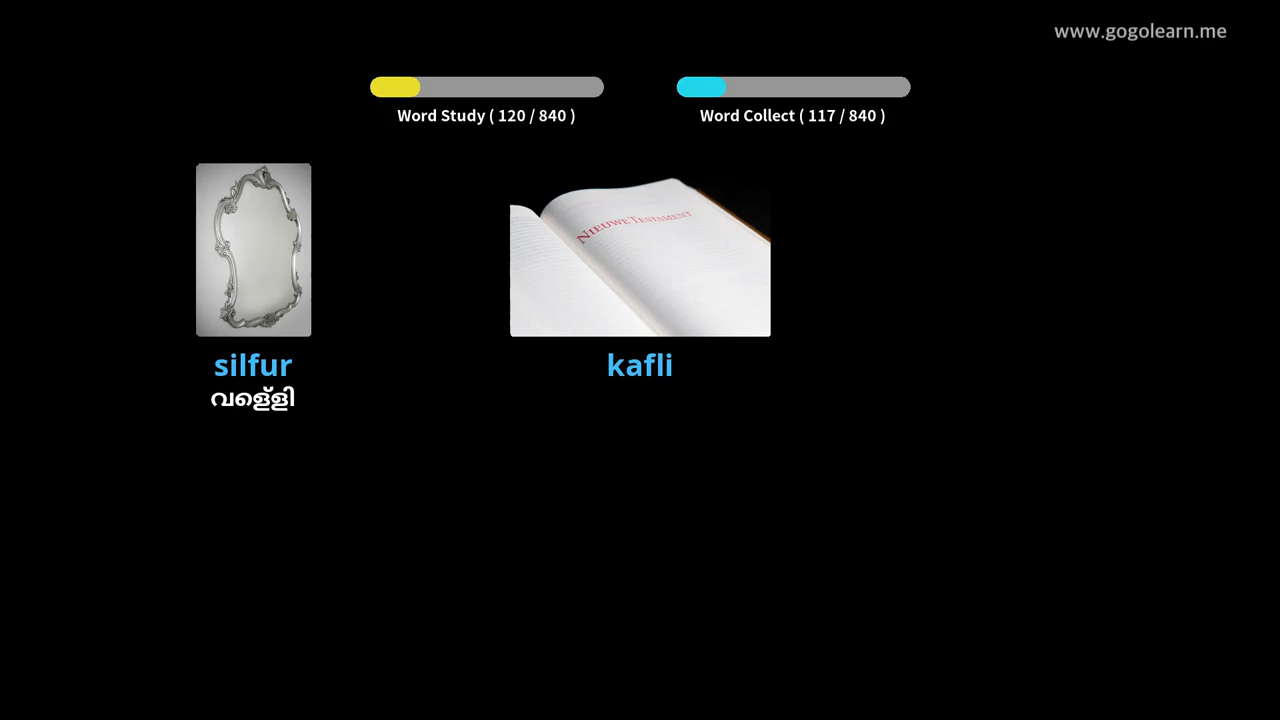 www.gogolearn.me
Word Study ( 120 / 840 )
Word Collect ( 117 / 840 )
NIEUWE TESTAMENT
silfur
kafli
വള്ളെി